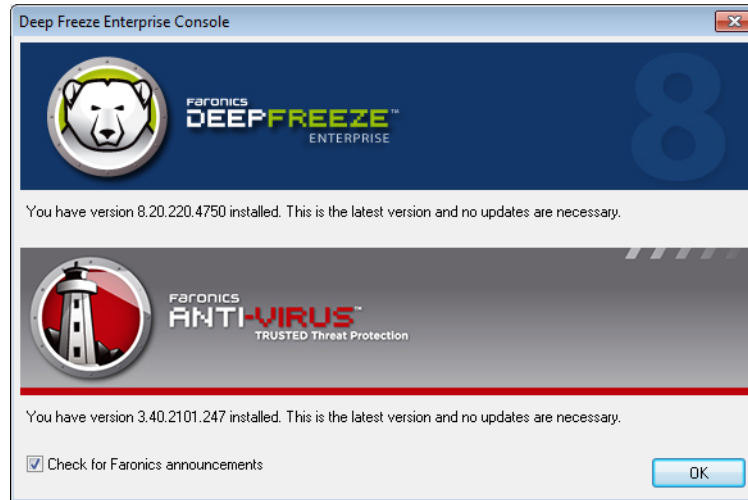 Deep Freeze Enterprise Console
FARONICS
DEEPFREEZE™
ENTERPRISE
8
You have version 8.20.220.4750 installed. This is the latest version and no updates are necessary.
FARONICS
ANTI-VIRUS™
TRUSTED Threat Protection
You have version 3.40.2101.247 installed. This is the latest version and no updates are necessary.
Check for Faronics announcements
OK